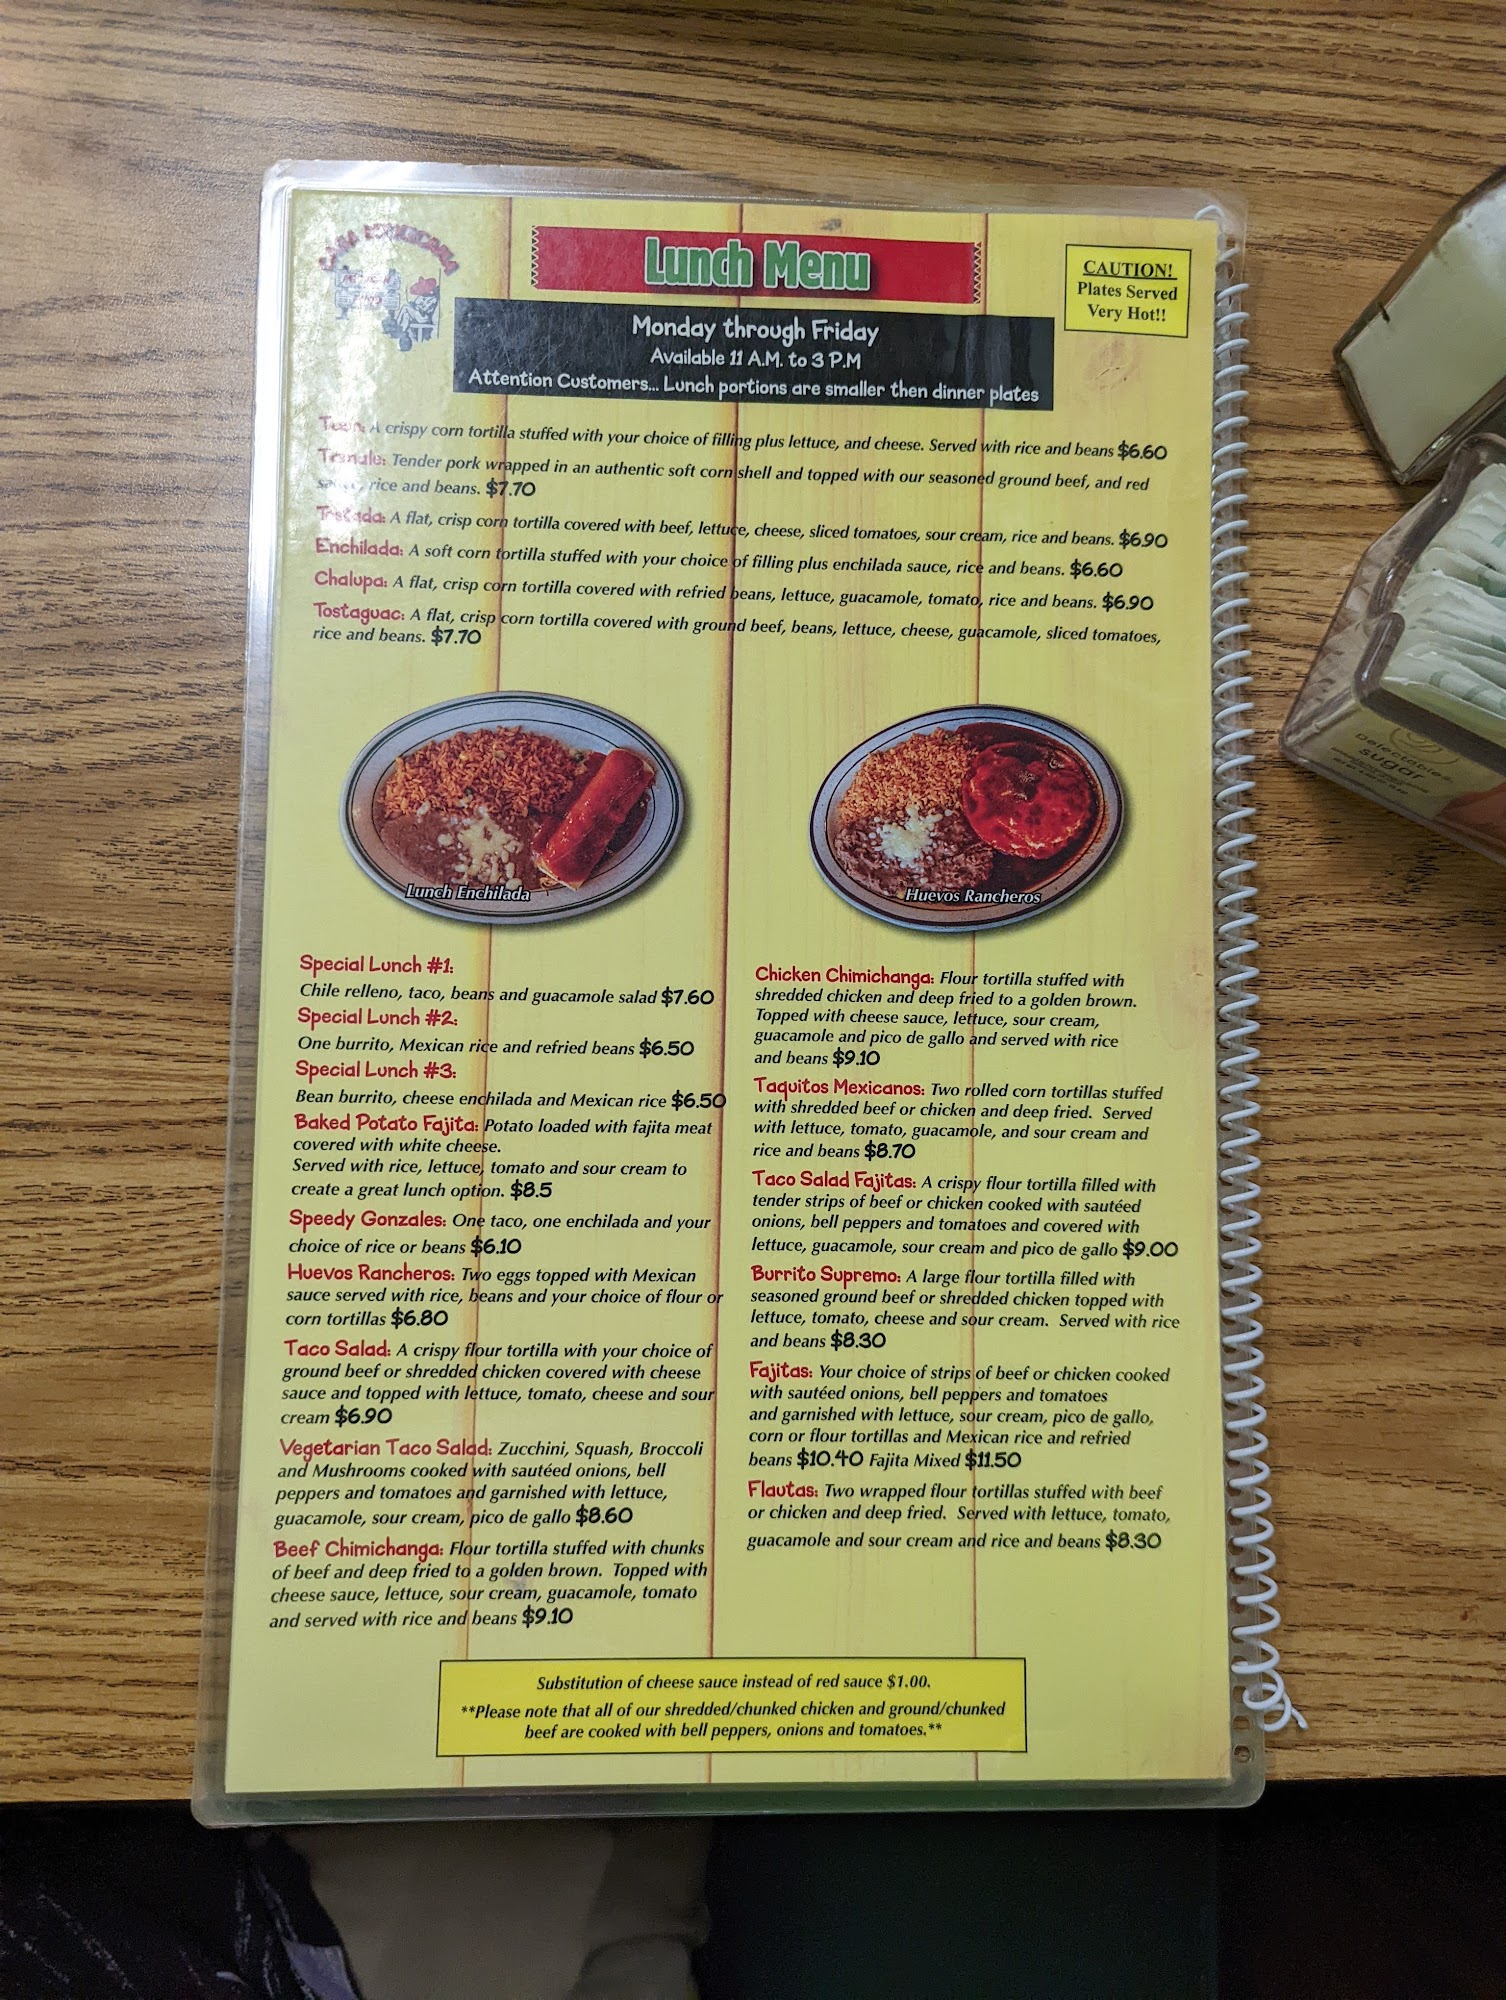 CASA MEXICANA
Lunch Menu
CAUTION!
Plates Served
Very Hot!!
Monday through Friday
Available 11 A.M. to 3 P.M
Attention Customers... Lunch portions are smaller then dinner plates
A crispy corn tortilla stuffed with your choice of filling plus lettuce, and cheese. Served with rice and beans $6.60
Tender pork wrapped in an authentic soft corn shell and topped with our seasoned ground beef, and red
rice and beans. $7.70
Tostada: A flat, crisp corn tortilla covered with beef, lettuce, cheese, sliced tomatoes, sour cream, rice and beans. $6.90
Enchilada: A soft corn tortilla stuffed with your choice of filling plus enchilada sauce, rice and beans. $6.60
Chalupa: A flat, crisp corn tortilla covered with refried beans, lettuce, guacamole, tomato, rice and beans. $6.90
Tostaguac: A flat, crisp corn tortilla covered with ground beef, beans, lettuce, cheese, guacamole, sliced tomatoes,
rice and beans. $7.70
Lunch Enchilada
Huevos Rancheros
Special Lunch #1:
Chile relleno, taco, beans and guacamole salad $7.60
Special Lunch #2:
One burrito, Mexican rice and refried beans $6.50
Special Lunch #3:
Bean burrito, cheese enchilada and Mexican rice $6.50
Baked Potato Fajita: Potato loaded with fajita meat
covered with white cheese.
Served with rice, lettuce, tomato and sour cream to
create a great lunch option. $8.5
Speedy Gonzales: One taco, one enchilada and your
choice of rice or beans $6.10
Huevos Rancheros: Two eggs topped with Mexican
sauce served with rice, beans and your choice of flour or
corn tortillas $6.80
Taco Salad: A crispy flour tortilla with your choice of
ground beef or shredded chicken covered with cheese
sauce and topped with lettuce, tomato, cheese and sour
cream $6.90
Vegetarian Taco Salad: Zucchini, Squash, Broccoli
and Mushrooms cooked with sautéed onions, bell
peppers and tomatoes and garnished with lettuce,
guacamole, sour cream, pico de gallo $8.60
Beef Chimichanga: Flour tortilla stuffed with chunks
of beef and deep fried to a golden brown. Topped with
cheese sauce, lettuce, sour cream, guacamole, tomato
and served with rice and beans $9.10
Chicken Chimichanga: Flour tortilla stuffed with
shredded chicken and deep fried to a golden brown.
Topped with cheese sauce, lettuce, sour cream,
guacamole and pico de gallo and served with rice
and beans $9.10
Taquitos Mexicanos: Two rolled corn tortillas stuffed
with shredded beef or chicken and deep fried. Served
with lettuce, tomato, guacamole, and sour cream and
rice and beans $8.70
Taco Salad Fajitas: A crispy flour tortilla filled with
tender strips of beef or chicken cooked with sautéed
onions, bell peppers and tomatoes and covered with
lettuce, guacamole, sour cream and pico de gallo $9.00
Burrito Supremo: A large flour tortilla filled with
seasoned ground beef or shredded chicken topped with
lettuce, tomato, cheese and sour cream. Served with rice
and beans $8.30
Fajitas: Your choice of strips of beef or chicken cooked
with sautéed onions, bell peppers and tomatoes
and garnished with lettuce, sour cream, pico de gallo,
corn or flour tortillas and Mexican rice and refried
beans $10.40 Fajita Mixed $11.50
Flautas: Two wrapped flour tortillas stuffed with beef
or chicken and deep fried. Served with lettuce, tomato,
guacamole and sour cream and rice and beans $8.30
Substitution of cheese sauce instead of red sauce $1.00.
**Please note that all of our shredded/chunked chicken and ground/chunked
beef are cooked with bell peppers, onions and tomatoes.**
Delectables
sugar